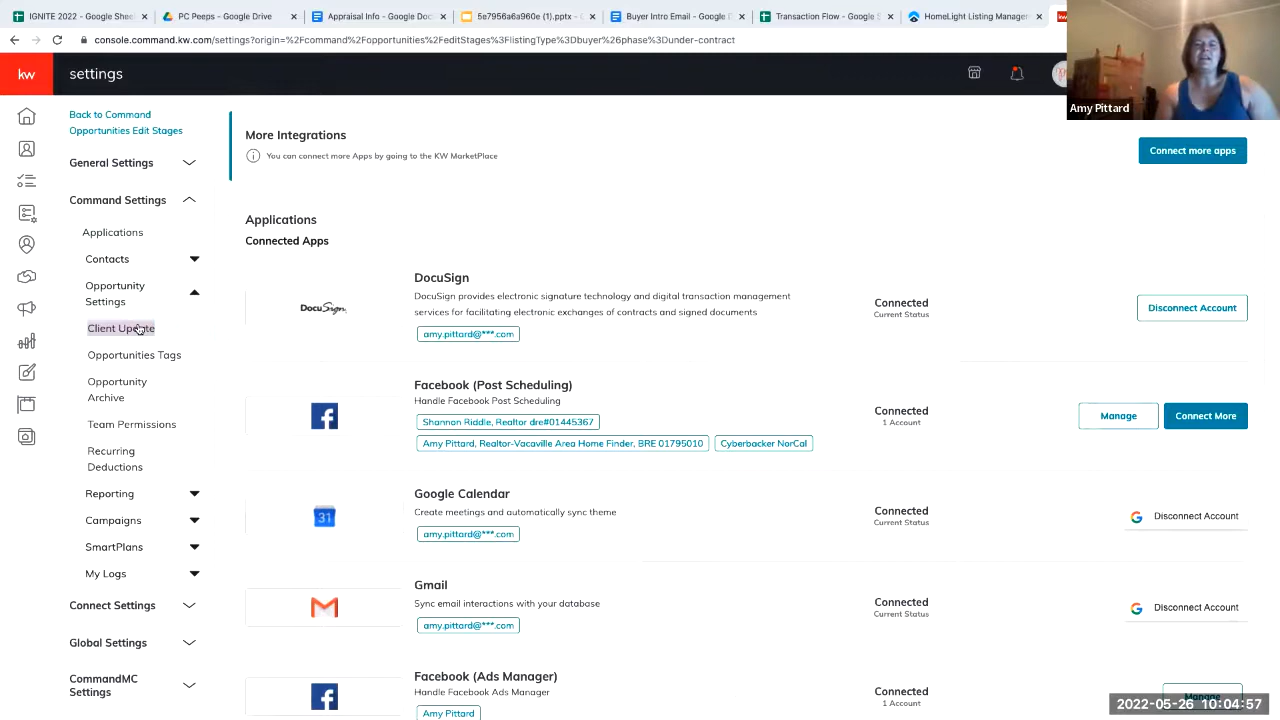 IGNITE 2022 - Google Shee
PC Peeps - Google Drive
Appraisal Info - Google Doc
5e7956a6a960e (1).pptx - G
Buyer Intro Email - Google D
Transaction Flow - Google S
HomeLight Listing Manager
kw
console.command.kw.com/settings?origin=%2Fcommand%2Fopportunities%2FeditStages%3FlistingType%3Dbuyer%26phase%3Dunder-contract
kw
settings
Amy Pittard
Back to Command
Opportunities Edit Stages
General Settings
Command Settings
Applications
Contacts
Opportunity
Settings
Client Update
Opportunities Tags
Opportunity
Archive
Team Permissions
Recurring
Deductions
Reporting
Campaigns
SmartPlans
My Logs
Connect Settings
Global Settings
CommandMC
Settings
More Integrations
You can connect more Apps by going to the KW MarketPlace
Connect more apps
Applications
Connected Apps
DocuSign
DocuSign
DocuSign provides electronic signature technology and digital transaction management
services for facilitating electronic exchanges of contracts and signed documents
amy.pittard@***.com
Connected
Current Status
Disconnect Account
Facebook (Post Scheduling)
Handle Facebook Post Scheduling
Shannon Riddle, Realtor dre#01445367
Amy Pittard, Realtor-Vacaville Area Home Finder, BRE 01795010
Cyberbacker NorCal
Connected
1 Account
Manage
Connect More
31
Google Calendar
Create meetings and automatically sync theme
amy.pittard@***.com
Connected
Current Status
Disconnect Account
Gmail
Sync email interactions with your database
amy.pittard@***.com
Connected
Current Status
Disconnect Account
Facebook (Ads Manager)
Handle Facebook Ads Manager
Amy Pittard
Connected
1 Account
Manage
2022-05-26 10:04:57